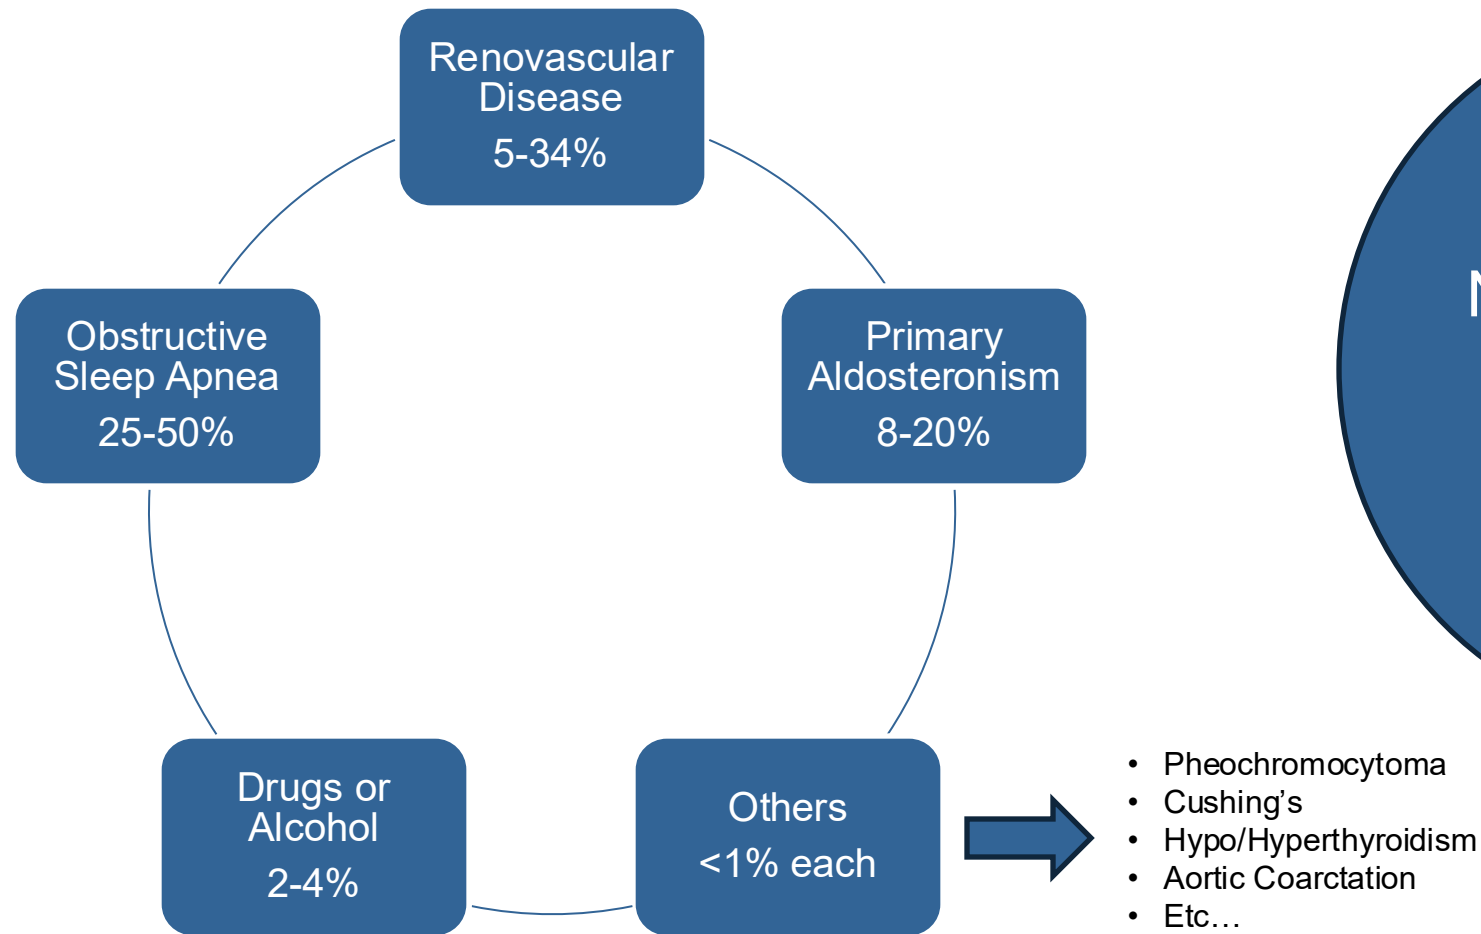 Renovascular
Disease
5-34%
Obstructive
Sleep Apnea
25-50%
Primary
Aldosteronism
8-20%
Drugs or
Alcohol
2-4%
Others
<1% each
• Pheochromocytoma
• Cushing’s
• Hypo/Hyperthyroidism
• Aortic Coarctation
• Etc…